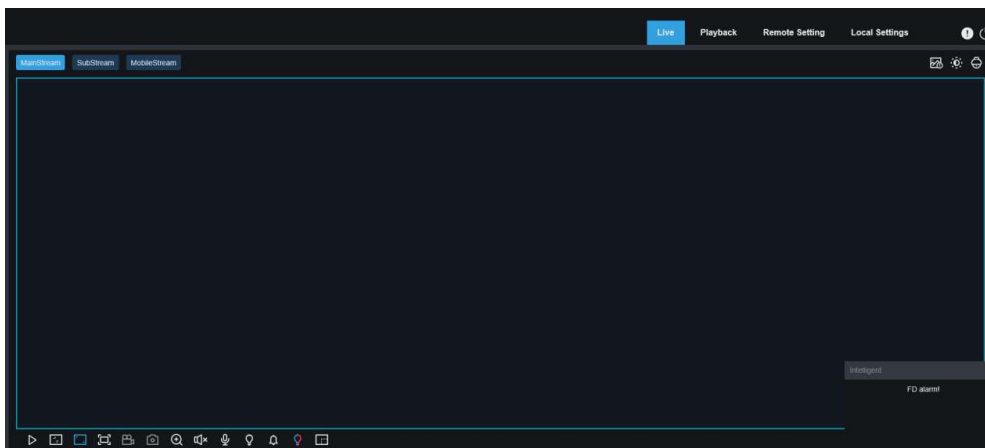 Live Playback Remote Setting Local Settings
MainStream SubStream MobileStream
Intelligent
FD alarm!